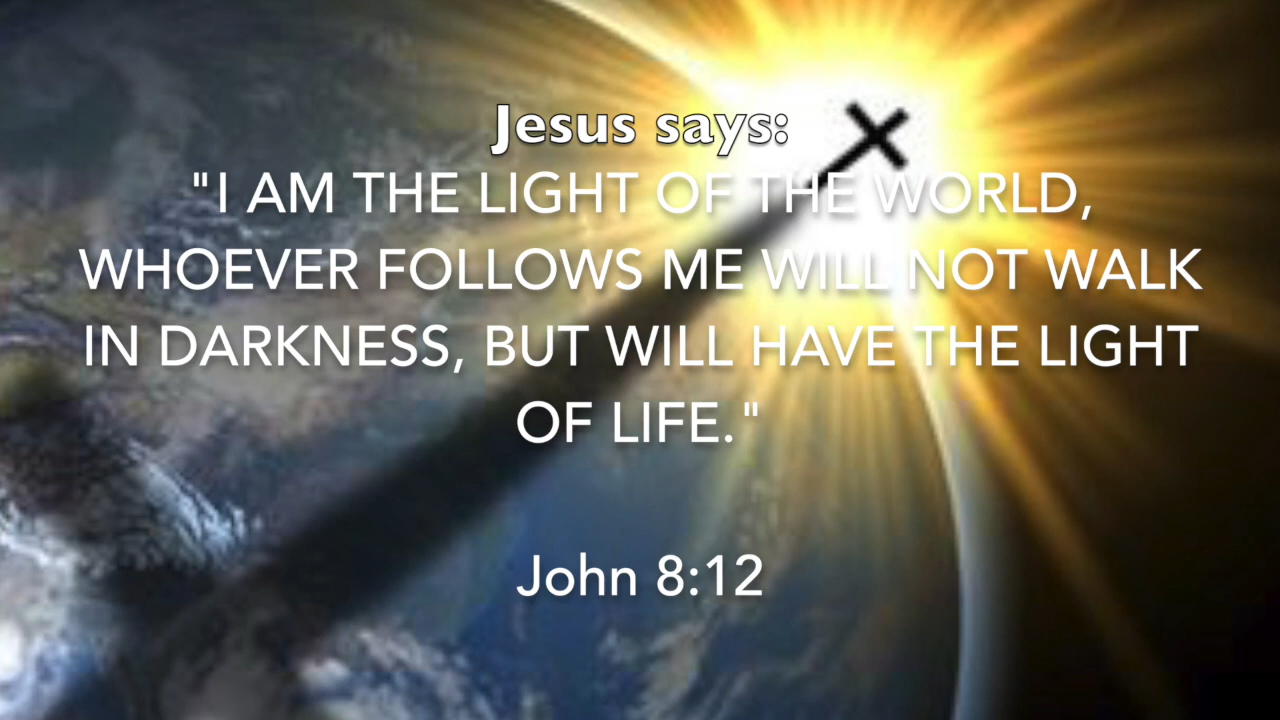 Jesus says:
"I AM THE LIGHT OF THE WORLD,
WHOEVER FOLLOWS ME WILL NOT WALK
IN DARKNESS, BUT WILL HAVE THE LIGHT
OF LIFE."
John 8:12